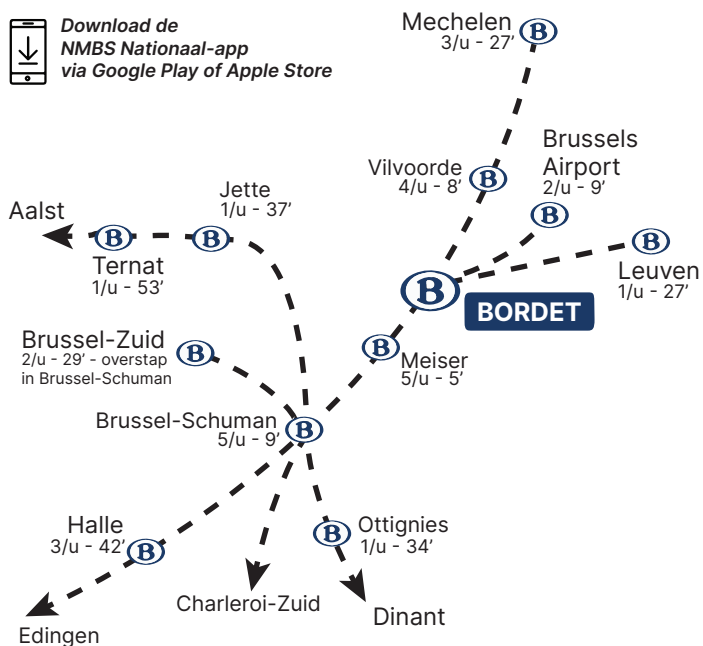 Download de
NMBS Nationaal-app
via Google Play of Apple Store
Mechelen
3/u - 27’
B
Brussels
Airport
2/u - 9’
B
Vilvoorde
4/u - 8’
B
Jette
1/u - 37’
B
Aalst
B
Ternat
1/u - 53’
B
Leuven
1/u - 27’
B
BORDET
Brussel-Zuid
2/u - 29’ - overstap
in Brussel-Schuman
B
B
Meiser
5/u - 5’
Brussel-Schuman
5/u - 9’
B
Halle
3/u - 42’
B
B
Ottignies
1/u - 34’
Charleroi-Zuid
Dinant
Edingen